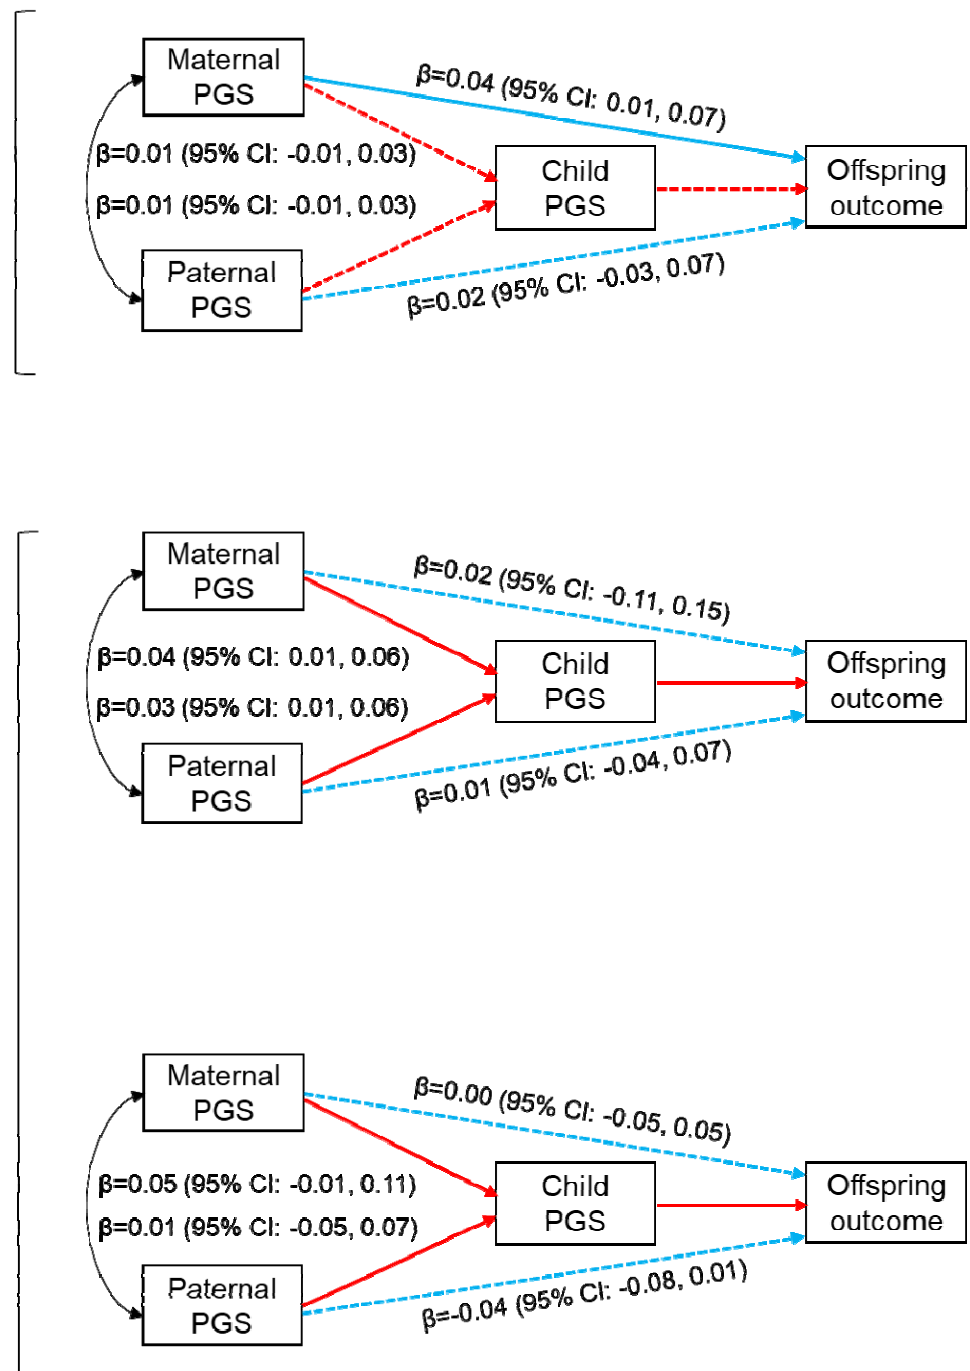 Maternal
PGS
β=0.04 (95% CI: 0.01, 0.07)
β=0.01 (95% CI: -0.01, 0.03)
β=0.01 (95% CI: -0.01, 0.03)
Child
PGS
Offspring
outcome
Paternal
PGS
β=0.02 (95% CI: -0.03, 0.07)
Maternal
PGS
β=0.02 (95% CI: -0.11, 0.15)
β=0.04 (95% CI: 0.01, 0.06)
β=0.03 (95% CI: 0.01, 0.06)
Child
PGS
Offspring
outcome
Paternal
PGS
β=0.01 (95% CI: -0.04, 0.07)
Maternal
PGS
β=0.00 (95% CI: -0.05, 0.05)
β=0.05 (95% CI: -0.01, 0.11)
β=0.01 (95% CI: -0.05, 0.07)
Child
PGS
Offspring
outcome
Paternal
PGS
β=-0.04 (95% CI: -0.08, 0.01)